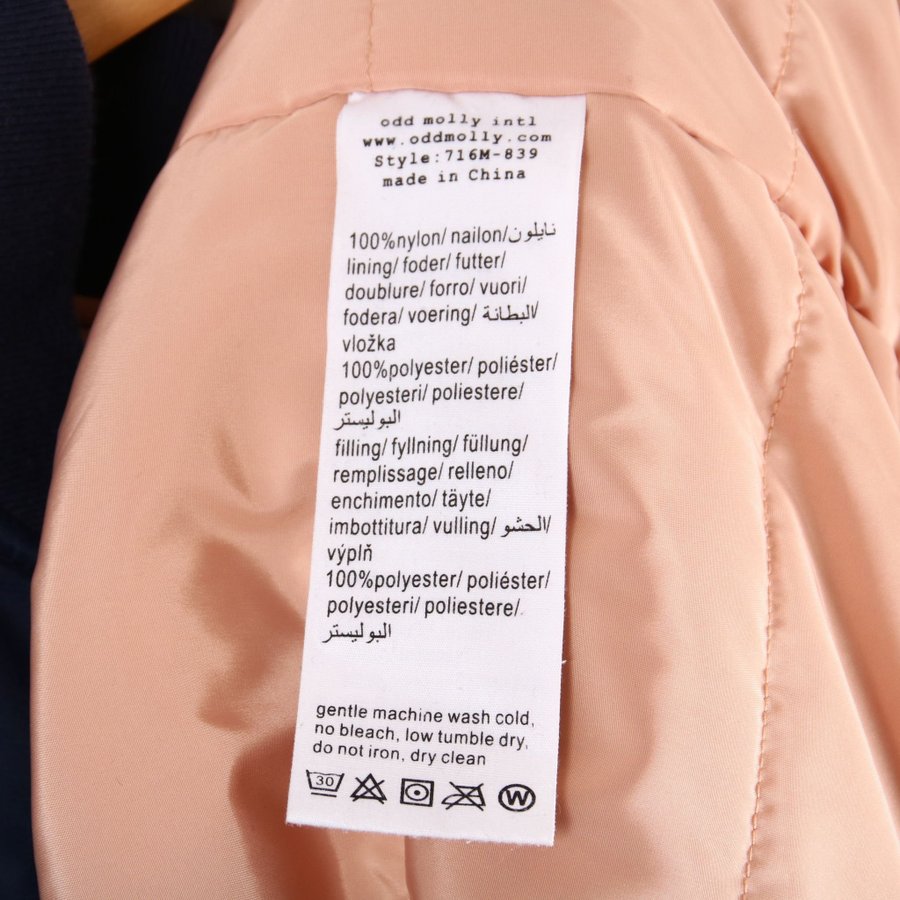 odd molly intl
www.oddmolly.com
Style:716M-839
made in China
100%nylon/ nailon/نايلون
lining/ foder/ futter/
doublure/ forro/ vuori/
fodera/ voering/ البطانة/
vložka
100%polyester/ poliéster/
polyesteri/ poliestere/
البوليستر
filling/ fyllning/ füllung/
remplissage/ relleno/
enchimento/ täyte/
imbottitura/ vulling/ الحشو/
výplň
100%polyester/ poliéster/
polyesteri/ poliestere/
البوليستر
gentle machine wash cold,
no bleach, low tumble dry,
do not iron, dry clean
30 W